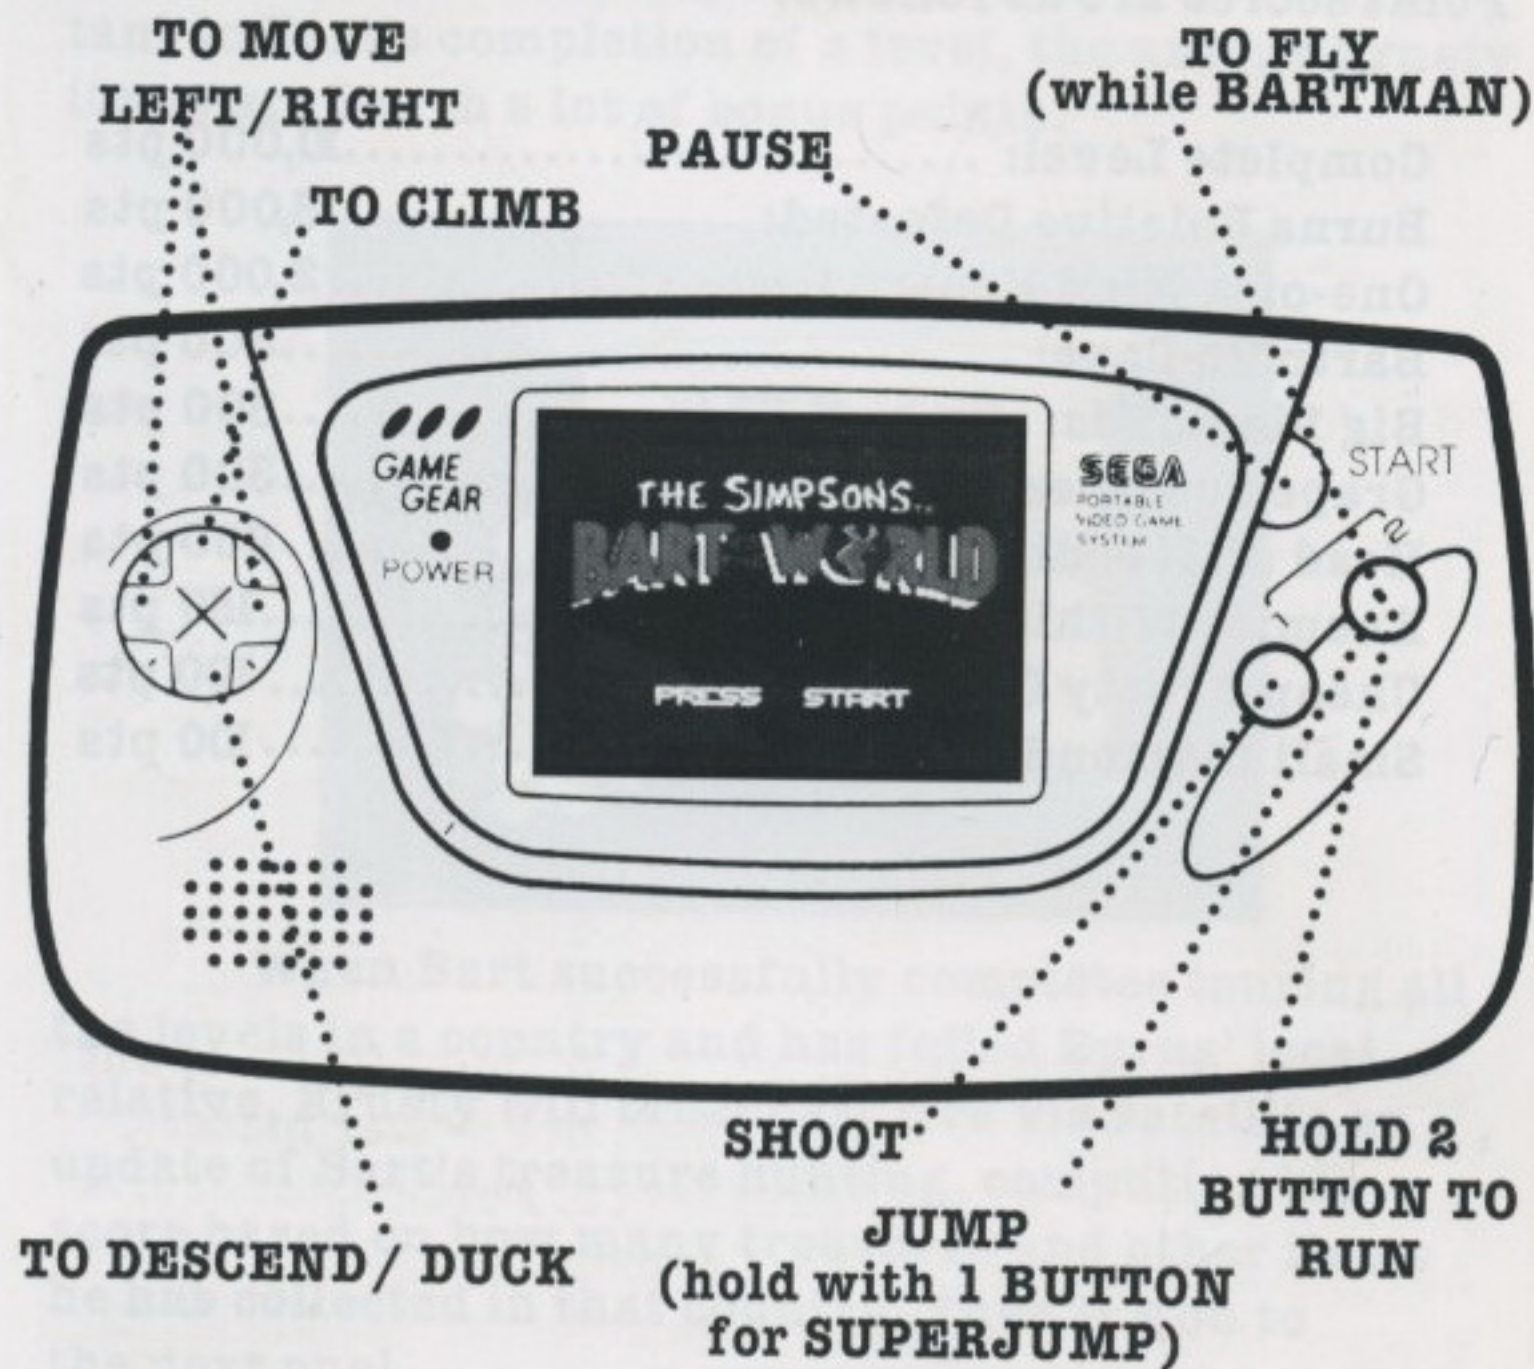 TO MOVE
LEFT/RIGHT
TO CLIMB
PAUSE
TO FLY
(while BARTMAN)
GAME
GEAR
POWER
THE SIMPSONS..
BART WORLD
PRESS START
SEGA
PORTABLE
VIDEO GAME
SYSTEM
START
2
1
SHOOT
HOLD 2
BUTTON TO
RUN
JUMP
(hold with 1 BUTTON
for SUPERJUMP)
TO DESCEND/ DUCK